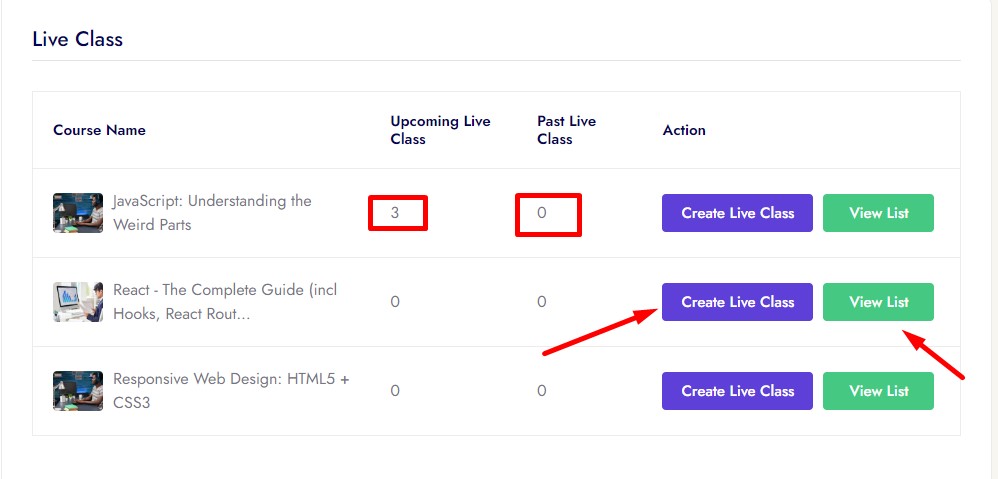 Live Class
Course Name
Upcoming Live
Class
Past Live
Class
Action
JavaScript: Understanding the
Weird Parts
3
0
Create Live Class
View List
React - The Complete Guide (incl
Hooks, React Rout...
0
0
Create Live Class
View List
Responsive Web Design: HTML5 +
CSS3
0
0
Create Live Class
View List